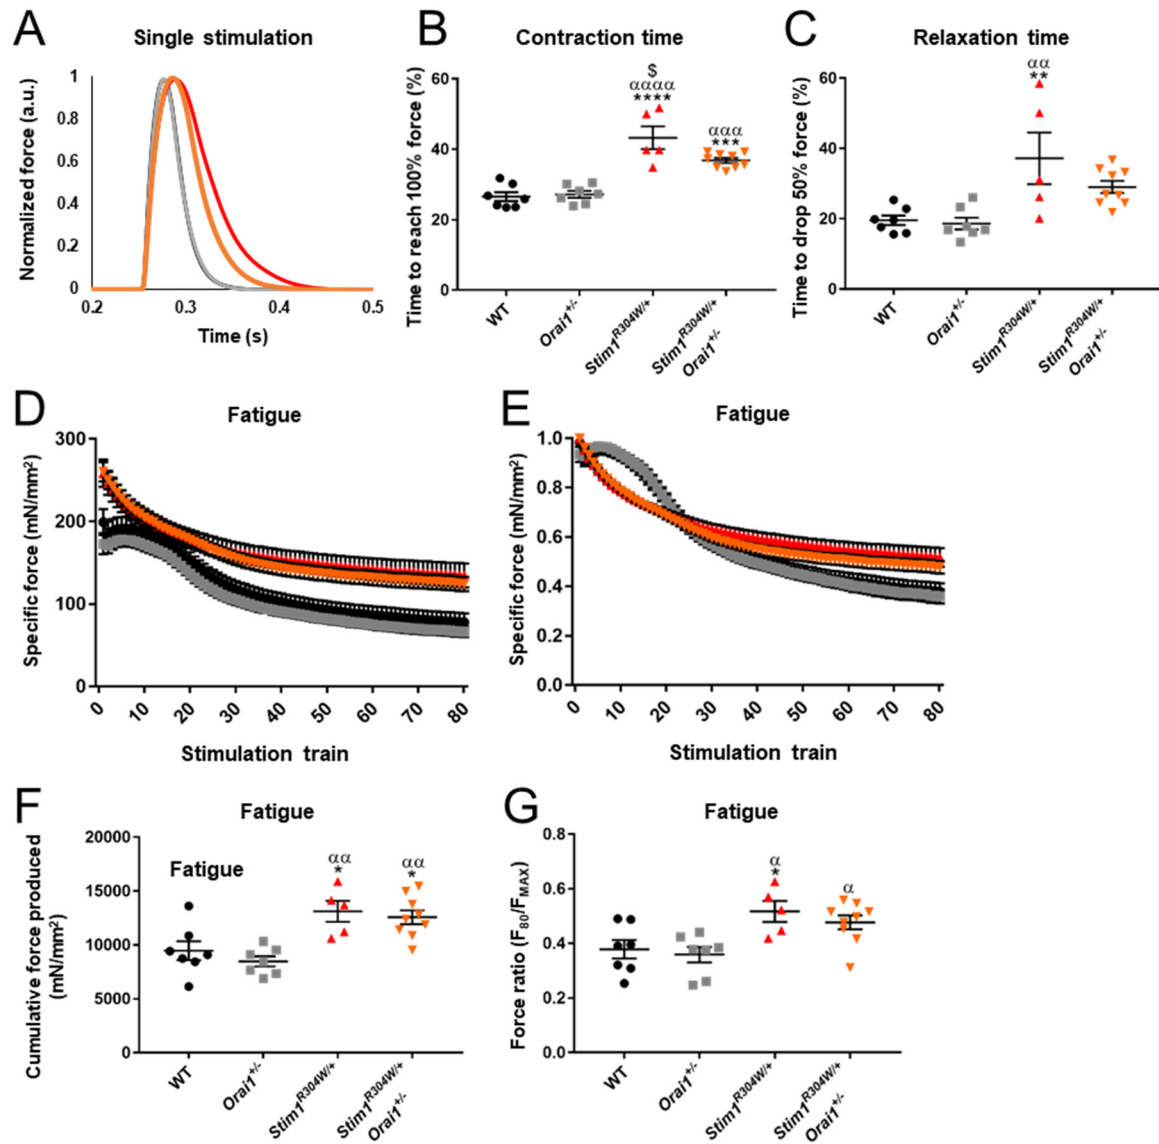 A
Single stimulation
Normalized force (a.u.)
1
0.8
0.6
0.4
0.2
0
0.2
0.3
0.4
0.5
Time (s)
B
Contraction time
Time to reach 100% force (%)
60
40
20
0
$
αααα
****
ααα
***
WT
Orai1+/-
Stim1R304W/+
Stim1R304W/+
Orai1+/-
C
Relaxation time
Time to drop 50% force (%)
60
40
20
0
αα
**
WT
Orai1+/-
Stim1R304W/+
Stim1R304W/+
Orai1+/-
D
Fatigue
Specific force (mN/mm²)
300
200
100
0
0
10
20
30
40
50
60
70
80
Stimulation train
E
Fatigue
Specific force (mN/mm²)
1.0
0.8
0.6
0.4
0.2
0.0
0
10
20
30
40
50
60
70
80
Stimulation train
F
Fatigue
Fatigue
Cumulative force produced
(mN/mm²)
20000
15000
10000
5000
0
αα
*
αα
*
WT
Orai1+/-
Stim1R304W/+
Stim1R304W/+
Orai1+/-
G
Fatigue
Force ratio (F80/FMAX)
0.8
0.6
0.4
0.2
0.0
α
*
α
WT
Orai1+/-
Stim1R304W/+
Stim1R304W/+
Orai1+/-